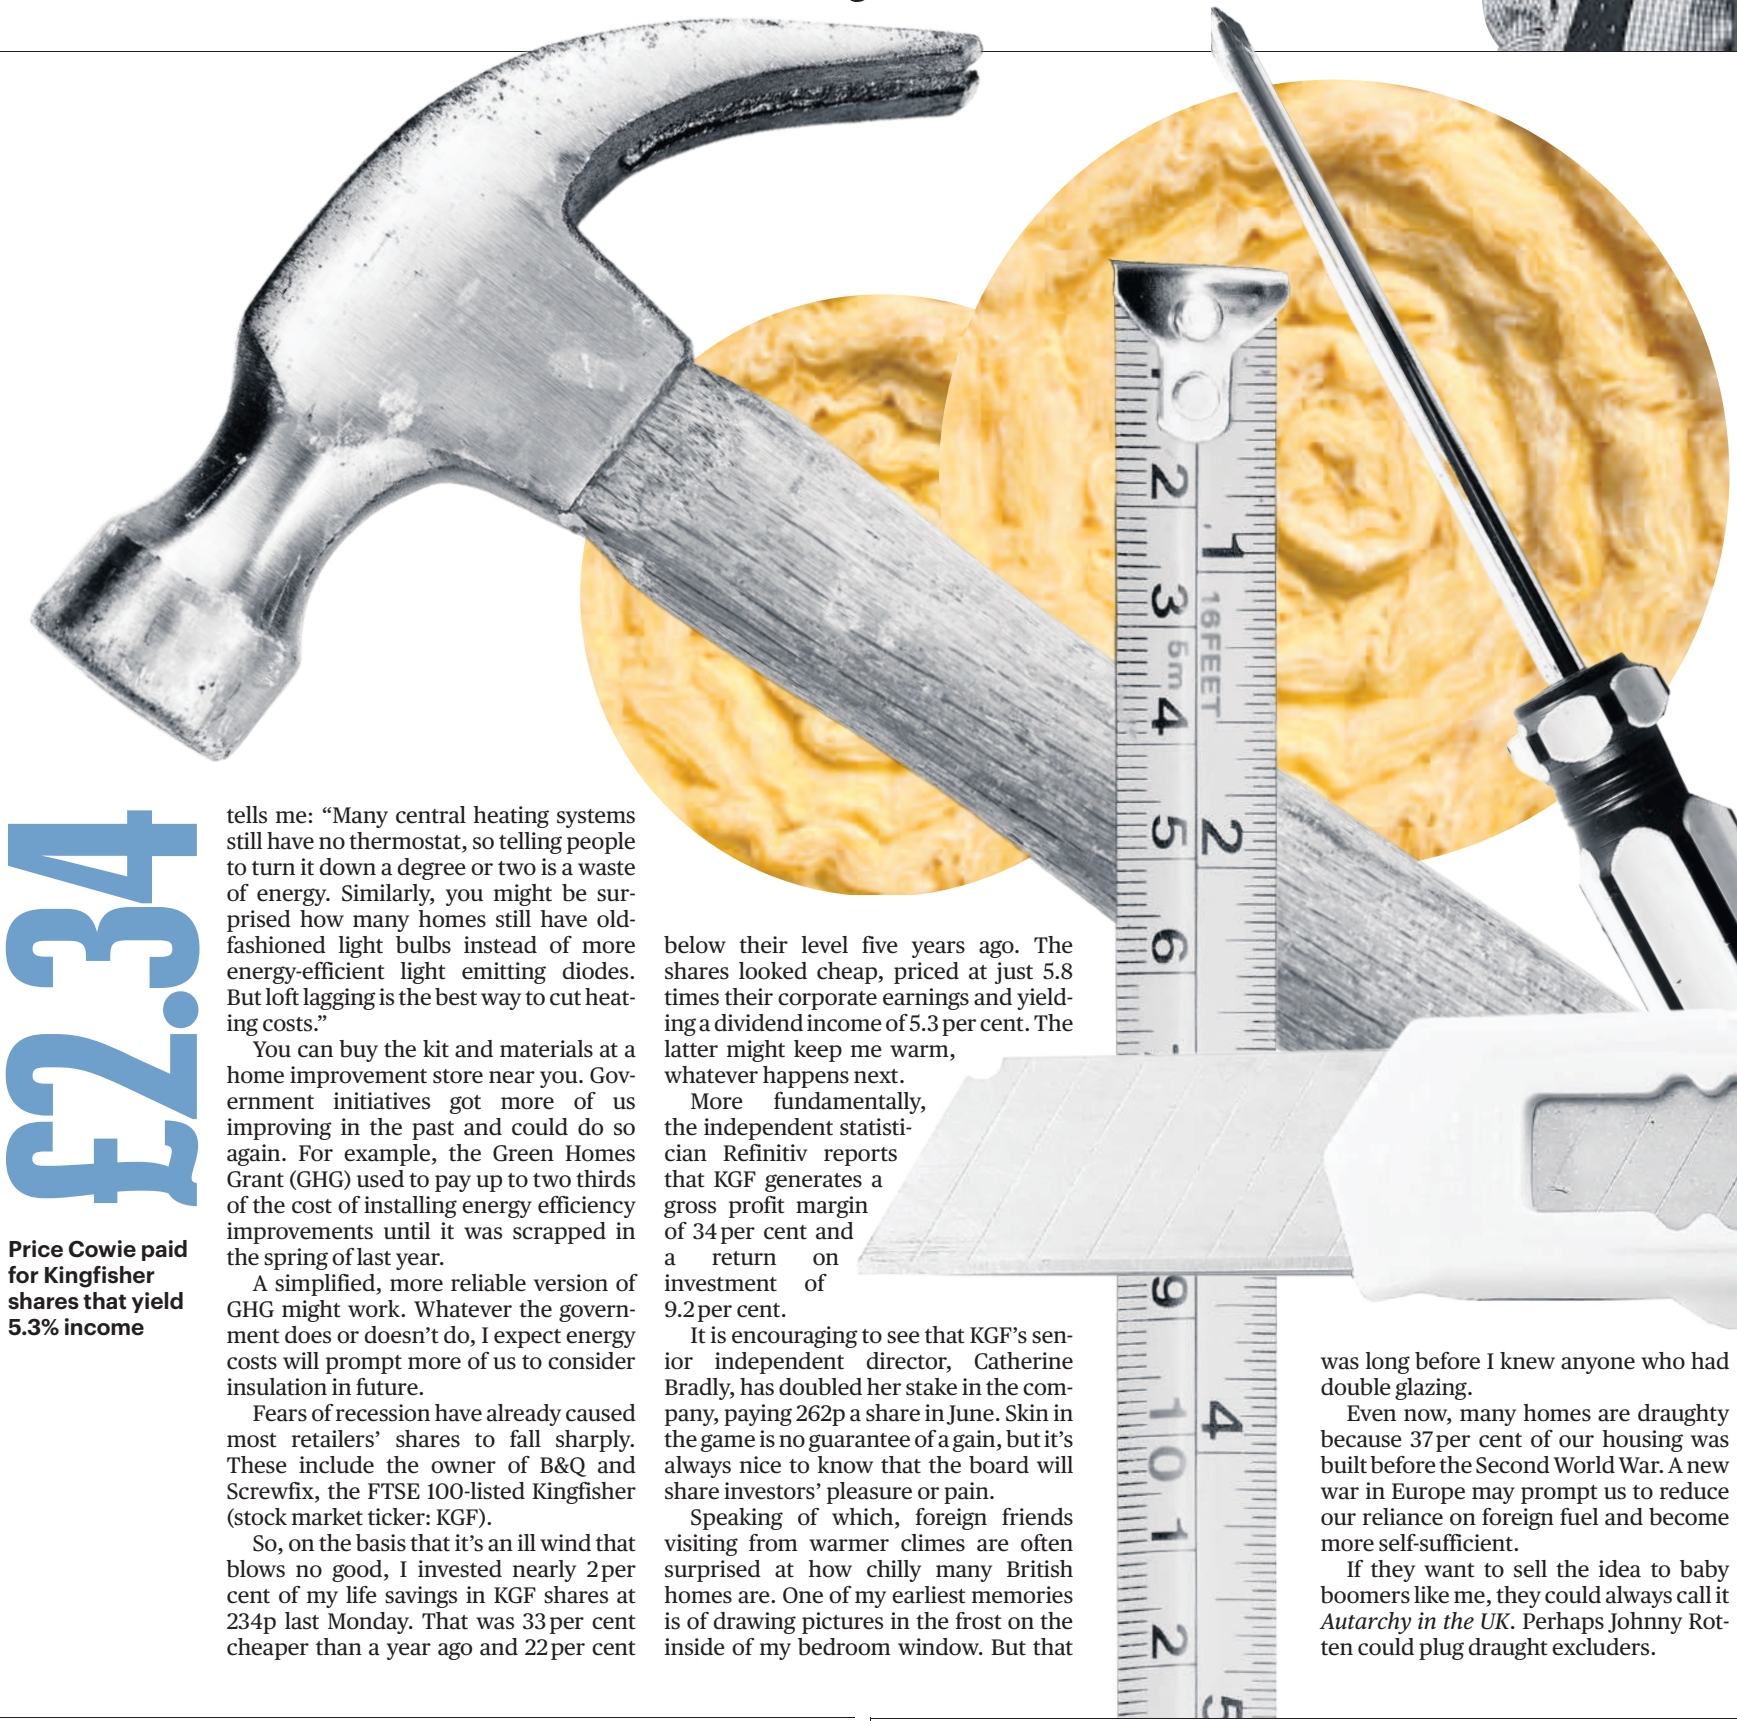 £2.34
Price Cowie paid
for Kingfisher
shares that yield
5.3% income
tells me: “Many central heating systems
still have no thermostat, so telling people
to turn it down a degree or two is a waste
of energy. Similarly, you might be sur-
prised how many homes still have old-
fashioned light bulbs instead of more
energy-efficient light emitting diodes.
But loft lagging is the best way to cut heat-
ing costs.”
You can buy the kit and materials at a
home improvement store near you. Gov-
ernment initiatives got more of us
improving in the past and could do so
again. For example, the Green Homes
Grant (GHG) used to pay up to two thirds
of the cost of installing energy efficiency
improvements until it was scrapped in
the spring of last year.
A simplified, more reliable version of
GHG might work. Whatever the govern-
ment does or doesn’t do, I expect energy
costs will prompt more of us to consider
insulation in future.
Fears of recession have already caused
most retailers’ shares to fall sharply.
These include the owner of B&Q and
Screwfix, the FTSE 100-listed Kingfisher
(stock market ticker: KGF).
So, on the basis that it’s an ill wind that
blows no good, I invested nearly 2 per
cent of my life savings in KGF shares at
234p last Monday. That was 33 per cent
cheaper than a year ago and 22 per cent
below their level five years ago. The
shares looked cheap, priced at just 5.8
times their corporate earnings and yield-
ing a dividend income of 5.3 per cent. The
latter might keep me warm,
whatever happens next.
More fundamentally,
the independent statisti-
cian Refinitiv reports
that KGF generates a
gross profit margin
of 34 per cent and
a return on
investment of
9.2 per cent.
It is encouraging to see that KGF’s sen-
ior independent director, Catherine
Bradly, has doubled her stake in the com-
pany, paying 262p a share in June. Skin in
the game is no guarantee of a gain, but it’s
always nice to know that the board will
share investors’ pleasure or pain.
Speaking of which, foreign friends
visiting from warmer climes are often
surprised at how chilly many British
homes are. One of my earliest memories
is of drawing pictures in the frost on the
inside of my bedroom window. But that
was long before I knew anyone who had
double glazing.
Even now, many homes are draughty
because 37 per cent of our housing was
built before the Second World War. A new
war in Europe may prompt us to reduce
our reliance on foreign fuel and become
more self-sufficient.
If they want to sell the idea to baby
boomers like me, they could always call it
Autarchy in the UK. Perhaps Johnny Rot-
ten could plug draught excluders.
2
3
4
5
6
9
10
1
2
1
2
4
5
16FEET
5m